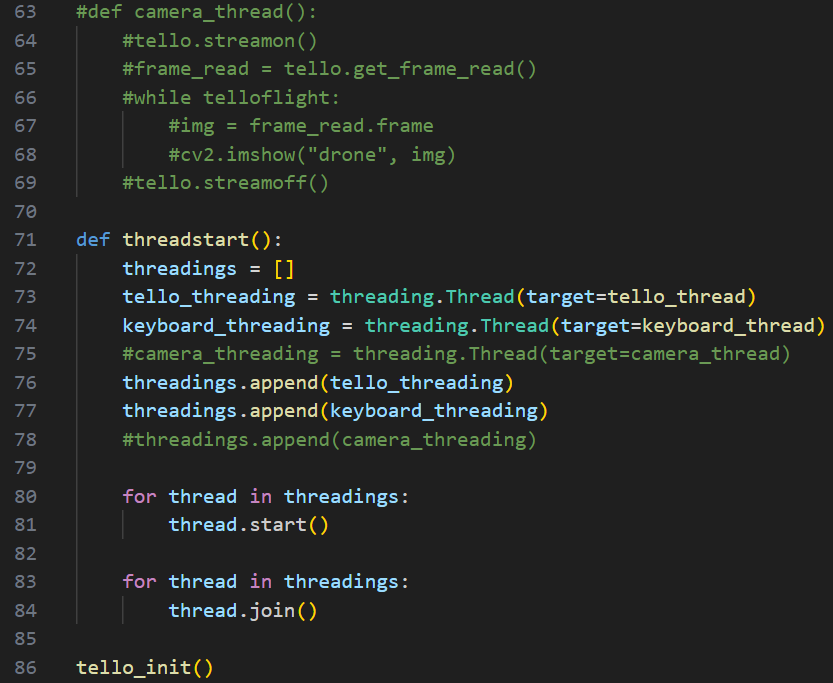 63 #def camera_thread():
64     #tello.streamon()
65     #frame_read = tello.get_frame_read()
66     #while telloflight:
67         #img = frame_read.frame
68         #cv2.imshow("drone", img)
69     #tello.streamoff()
70
71 def threadstart():
72     threadings = []
73     tello_threading = threading.Thread(target=tello_thread)
74     keyboard_threading = threading.Thread(target=keyboard_thread)
75     #camera_threading = threading.Thread(target=camera_thread)
76     threadings.append(tello_threading)
77     threadings.append(keyboard_threading)
78     #threadings.append(camera_threading)
79
80     for thread in threadings:
81         thread.start()
82
83     for thread in threadings:
84         thread.join()
85
86 tello_init()